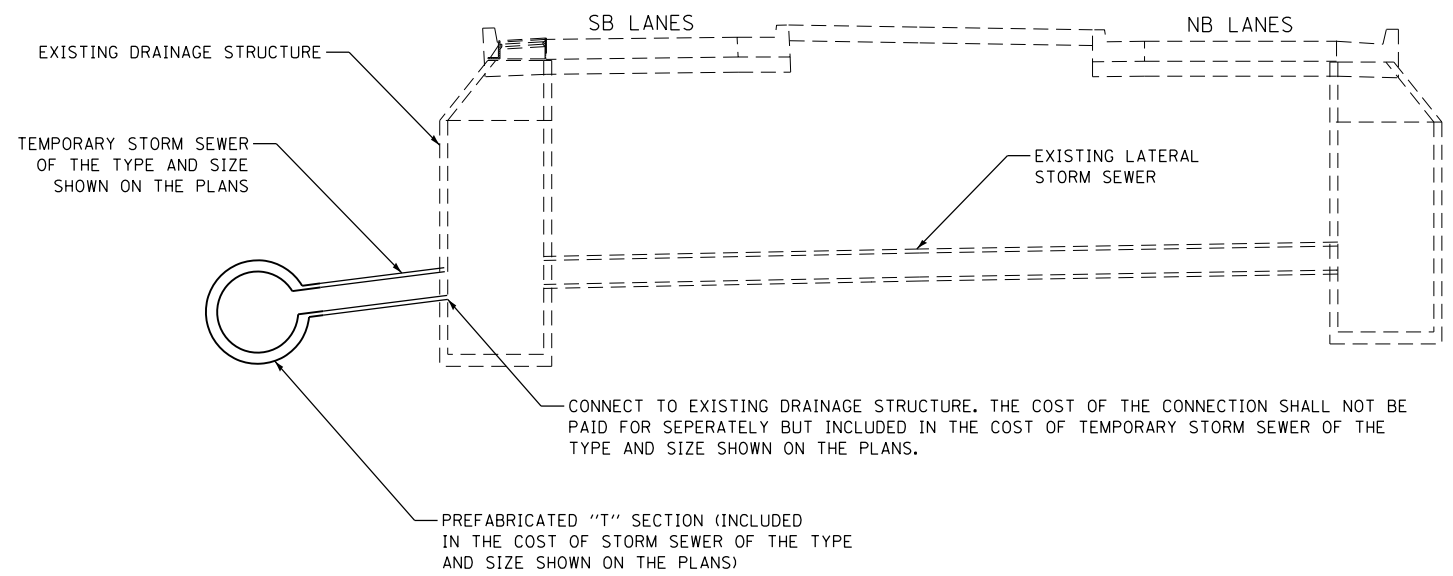 SB LANES
NB LANES
EXISTING DRAINAGE STRUCTURE
TEMPORARY STORM SEWER
OF THE TYPE AND SIZE
SHOWN ON THE PLANS
EXISTING LATERAL
STORM SEWER
CONNECT TO EXISTING DRAINAGE STRUCTURE. THE COST OF THE CONNECTION SHALL NOT BE
PAID FOR SEPERATELY BUT INCLUDED IN THE COST OF TEMPORARY STORM SEWER OF THE
TYPE AND SIZE SHOWN ON THE PLANS.
PREFABRICATED "T" SECTION (INCLUDED
IN THE COST OF STORM SEWER OF THE TYPE
AND SIZE SHOWN ON THE PLANS)